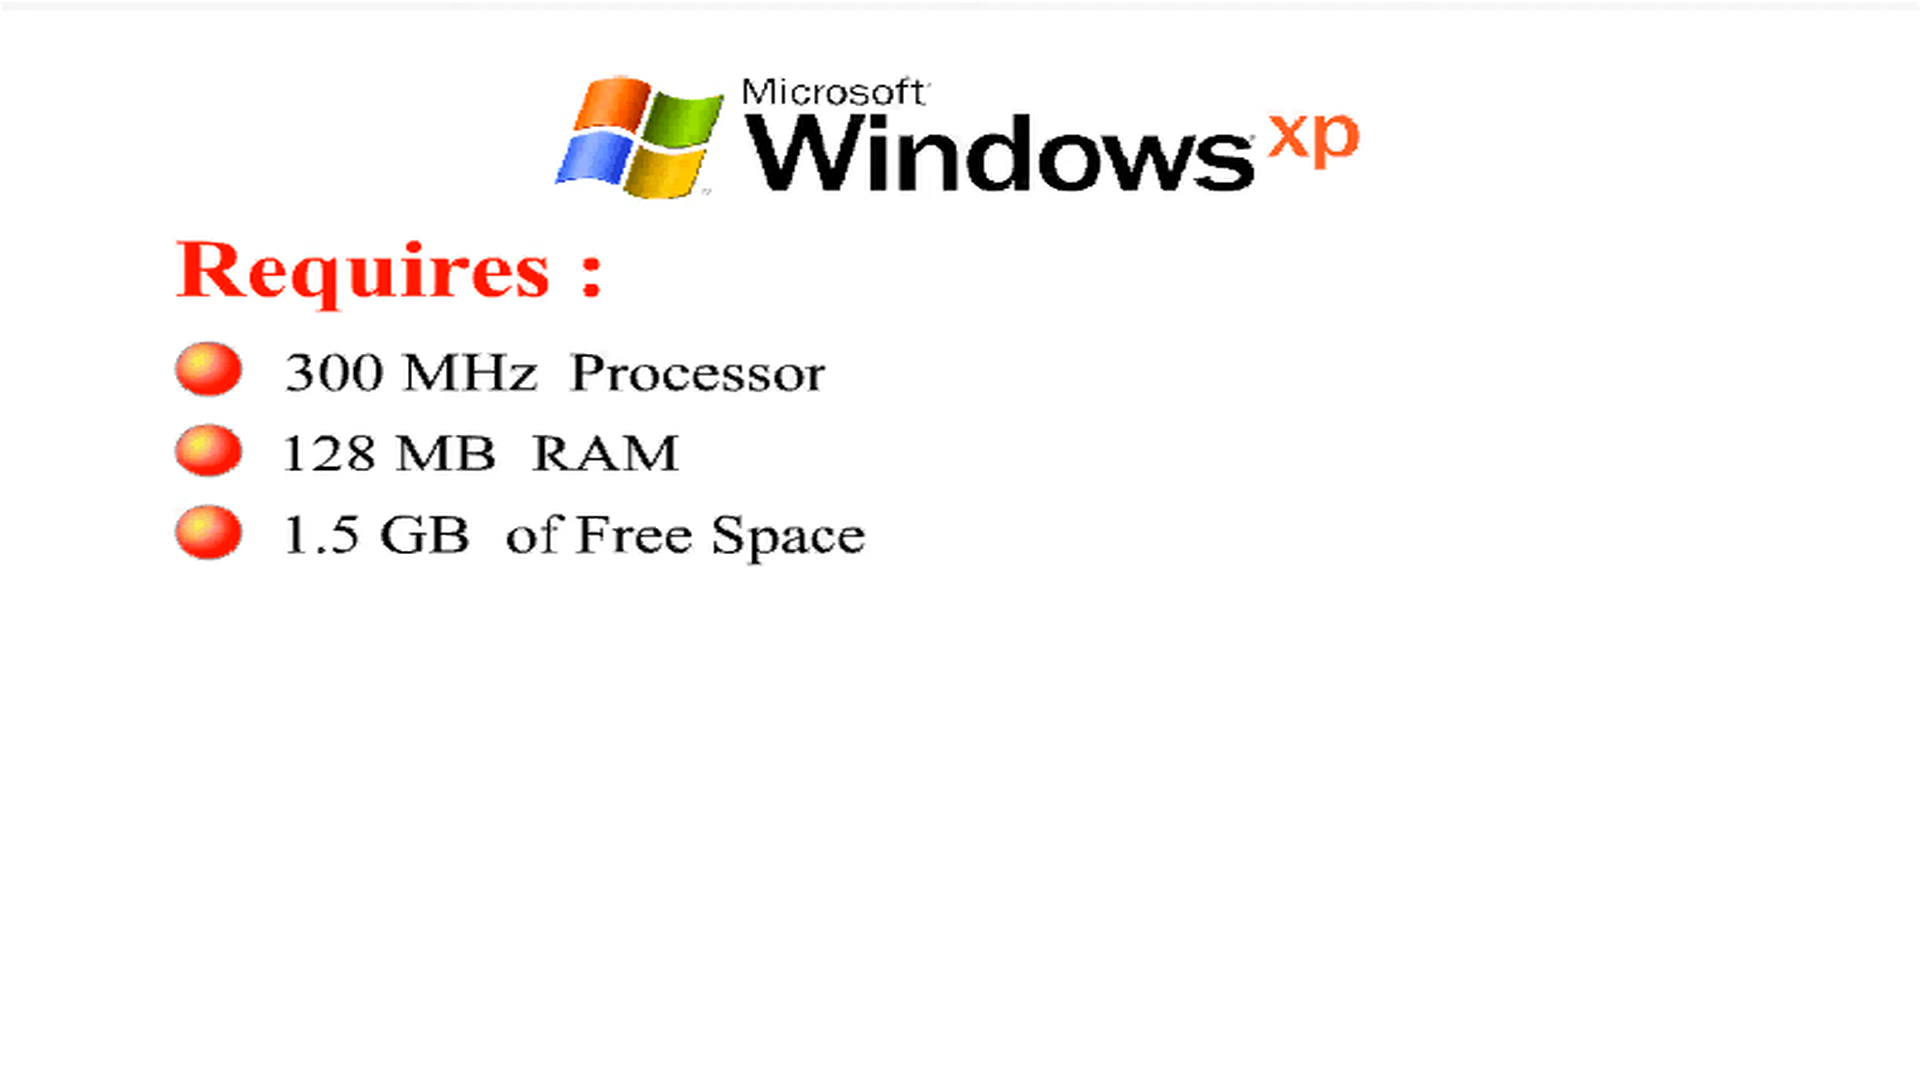 Microsoft
Windows xp
Requires :
300 MHz Processor
128 MB RAM
1.5 GB of Free Space